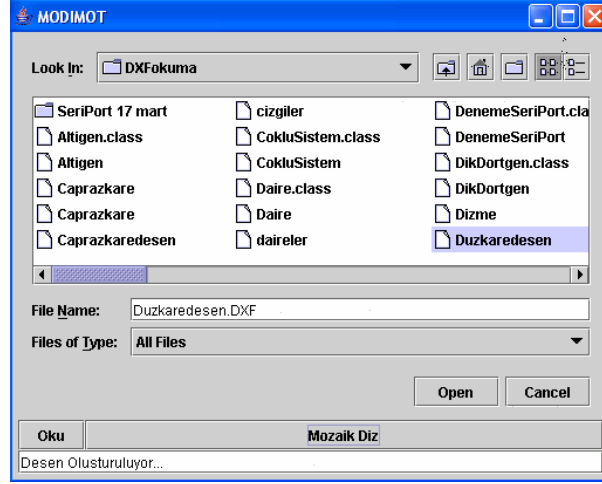 MODIMOT
Look In: DXFokuma
SeriPort 17 mart cizgiler DenemeSeriPort.cla
Altigen.class CokluSistem.class DenemeSeriPort
Altigen CokluSistem DikDortgen.class
Caprazkare Daire.class DikDortgen
Caprazkare Daire Dizme
Caprazkaredesen daireler Duzkaredesen
File Name: Duzkaredesen.DXF
Files of Type: All Files
Open Cancel
Oku Mozaik Diz
Desen Olusturuluyor...